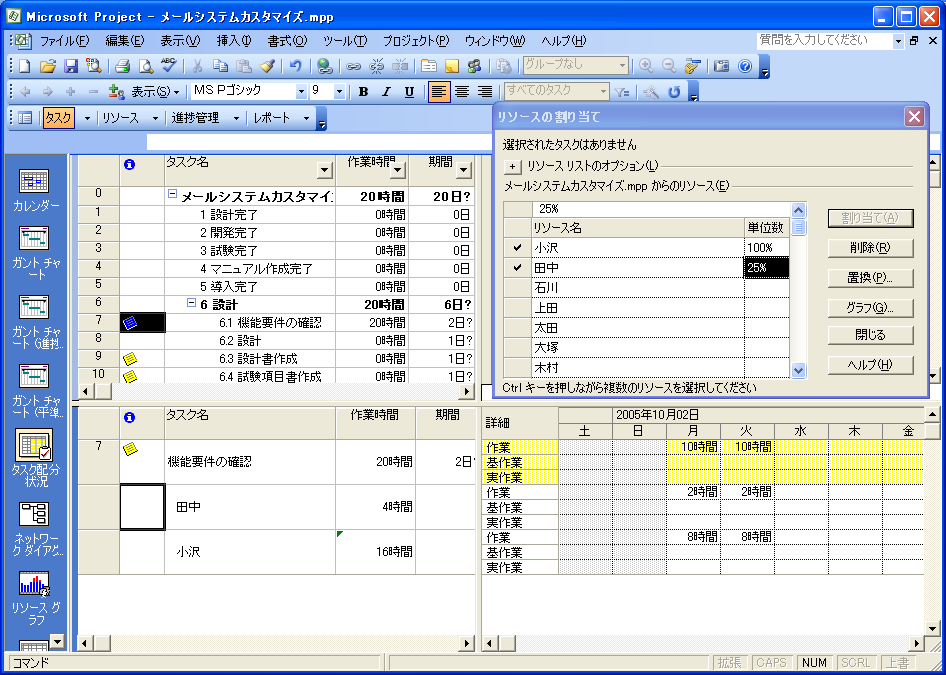 Microsoft Project - メールシステムカスタマイズ.mpp
ファイル(F) 編集(E) 表示(V) 挿入(I) 書式(O) ツール(T) プロジェクト(P) ウィンドウ(W) ヘルプ(H) 質問を入力してください
グループなし
表示(S) MS Pゴシック 9 B I U すべてのタスク
タスク リソース 進捗管理 レポート
カレンダー
ガント チャ
ート
ガント チャ
ート (進捗..
ガント チャ
ート (平準..
タスク配分
状況
ネットワー
ク ダイアグ..
リソース グ
ラフ
タスク名 作業時間 期間
0 メールシステムカスタマイ: 20時間 20日?
1 1 設計完了 0時間 0日
2 2 開発完了 0時間 0日
3 3 試験完了 0時間 0日
4 4 マニュアル作成完了 0時間 0日
5 5 導入完了 0時間 0日
6 6 設計 20時間 6日?
7 6.1 機能要件の確認 20時間 2日?
8 6.2 設計 0時間 1日?
9 6.3 設計書作成 0時間 1日?
10 6.4 試験項目書作成 0時間 1日?
リソースの割り当て
選択されたタスクはありません
+ リソース リストのオプション(L)
メールシステムカスタマイズ.mpp からのリソース(E)
25%
リソース名 単位数
小沢 100%
田中 25%
石川
上田
太田
大塚
木村
割り当て(A)
削除(R)
置換(P)...
グラフ(G)...
閉じる
ヘルプ(H)
Ctrl キーを押しながら複数のリソースを選択してください
タスク名 作業時間 期間
7 機能要件の確認 20時間 2日?
田中 4時間
小沢 16時間
詳細 2005年10月02日
土 日 月 火 水 木 金
作業 10時間 10時間
基作業
実作業
作業 2時間 2時間
基作業
実作業
作業 8時間 8時間
基作業
実作業
コマンド 拡張 CAPS NUM SCRL 上書